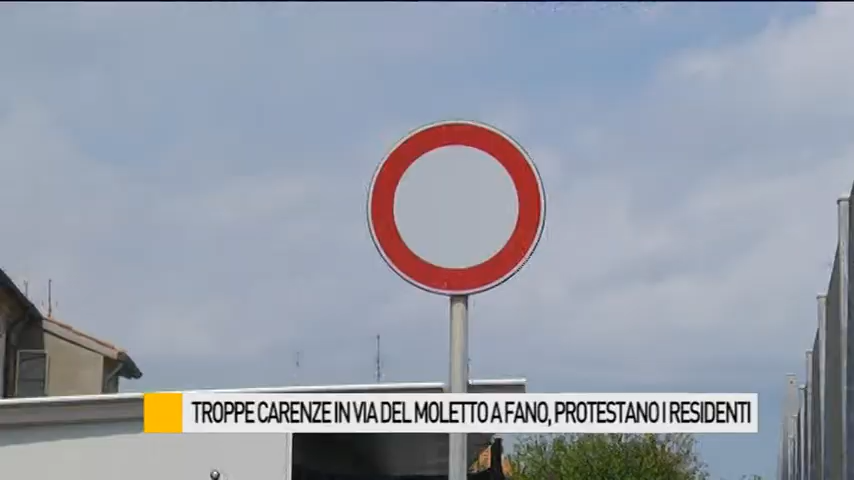 TROPPE CARENZE IN VIA DEL MOLETTO A FANO, PROTESTANO I RESIDENTI